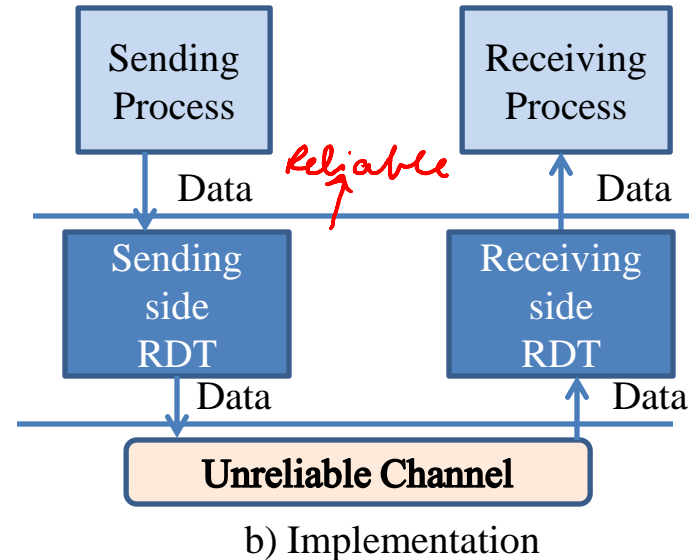 Sending
Process
Receiving
Process
Reliable
Data
Data
Sending
side
RDT
Receiving
side
RDT
Data
Data
Unreliable Channel
b) Implementation